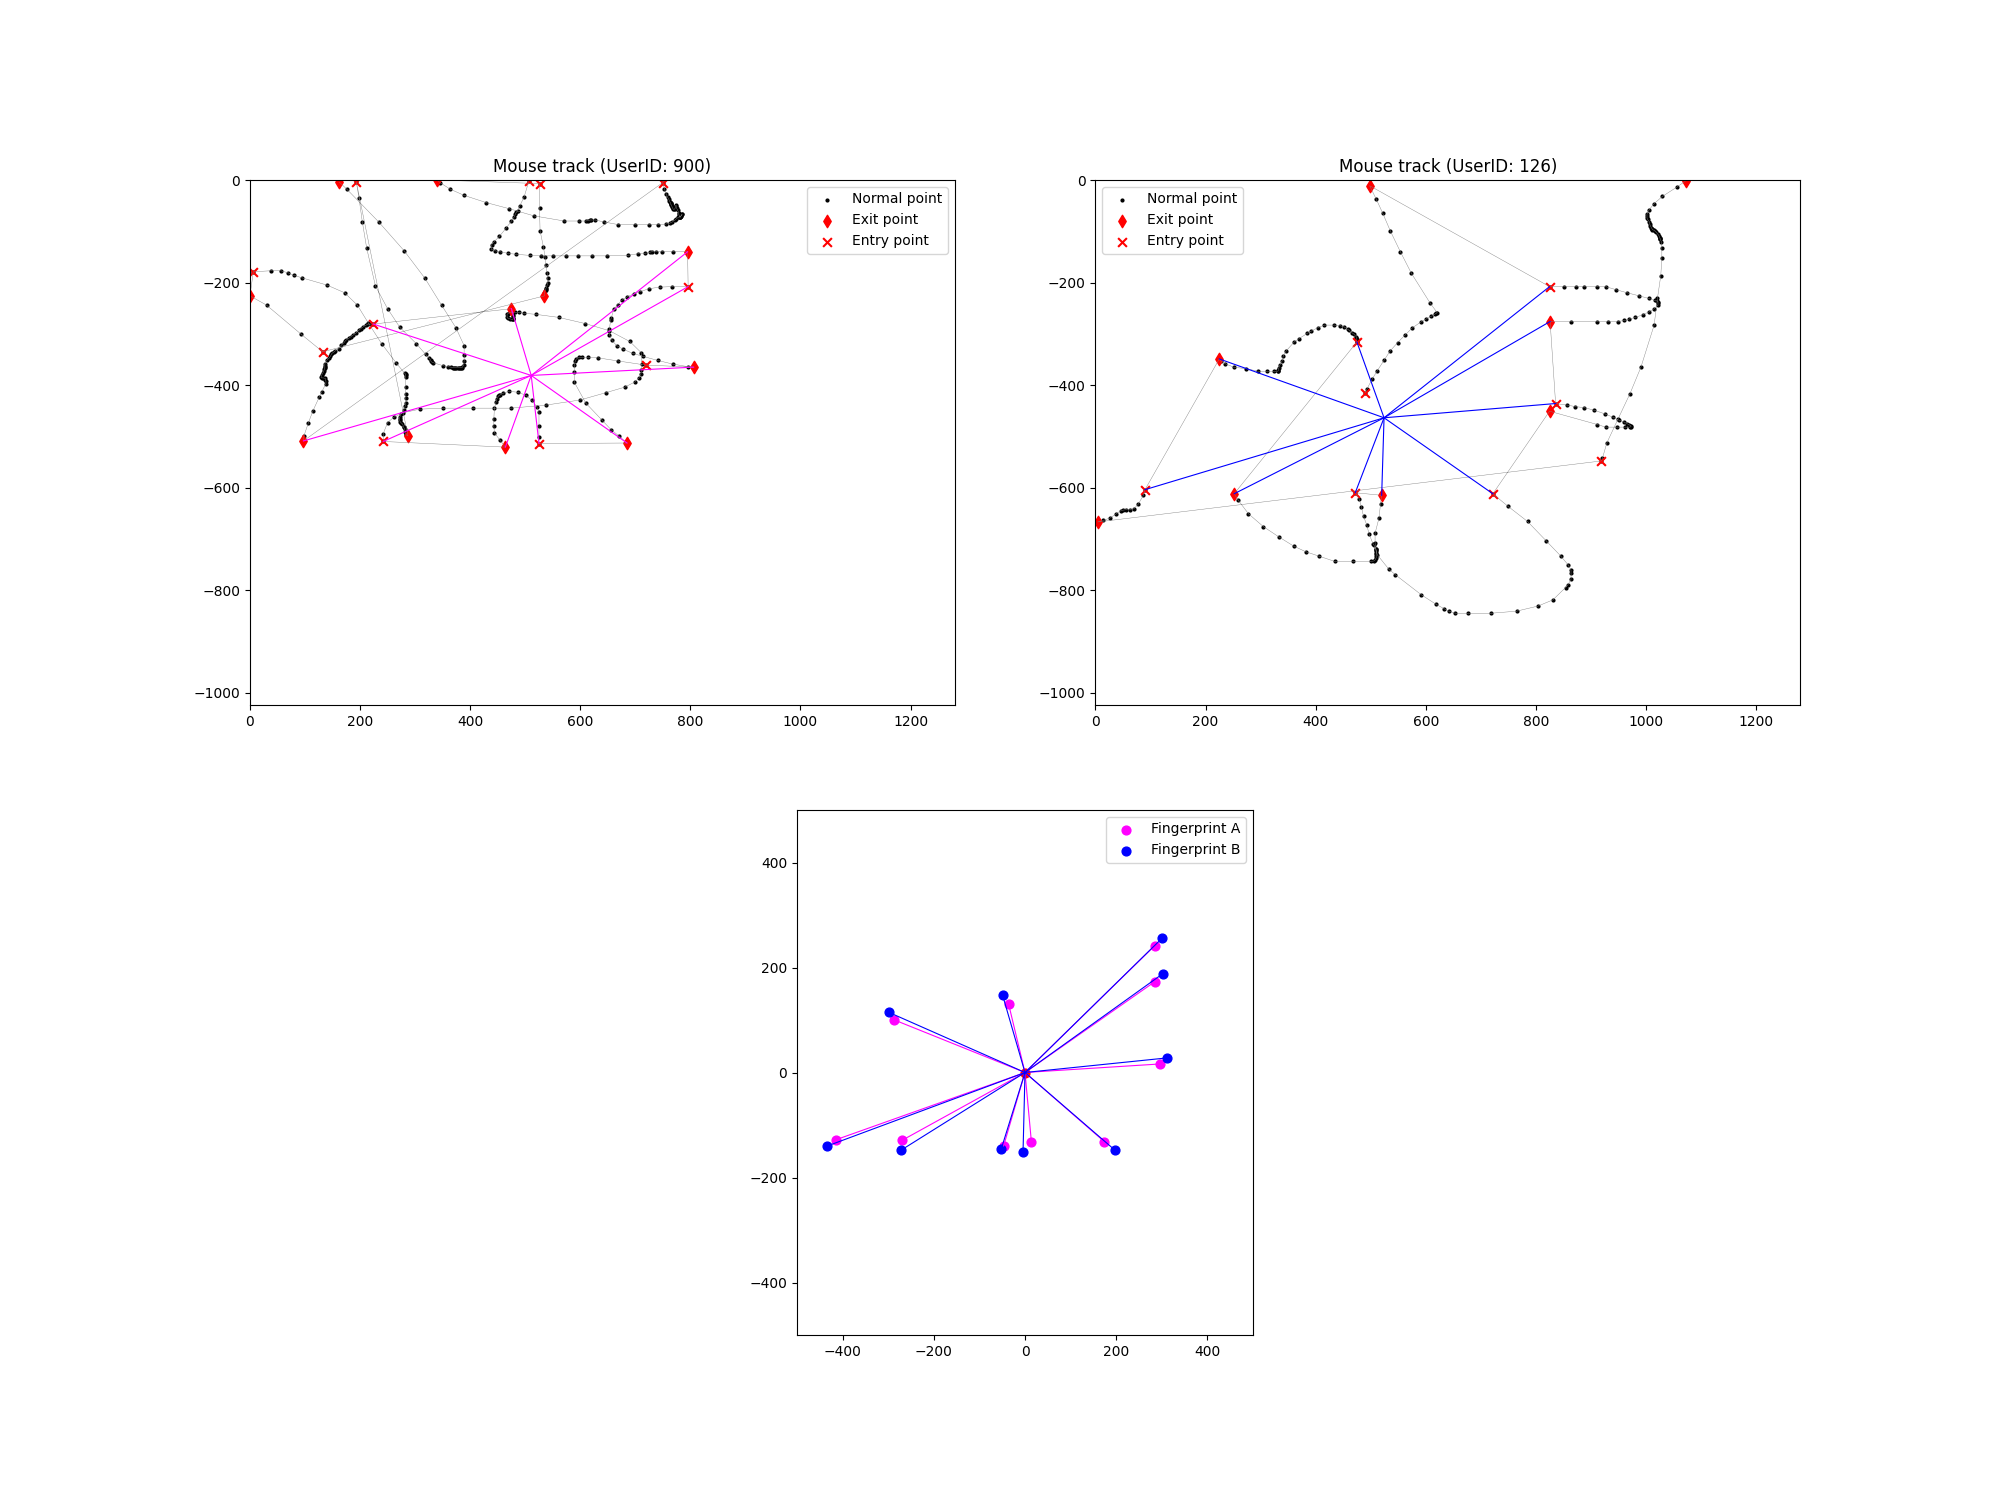 Mouse track (UserID: 900)
0
−200
−400
−600
−800
−1000
0 200 400 600 800 1000 1200
Normal point
Exit point
Entry point
Mouse track (UserID: 126)
0
−200
−400
−600
−800
−1000
0 200 400 600 800 1000 1200
Normal point
Exit point
Entry point
400
200
0
−200
−400
−400 −200 0 200 400
Fingerprint A
Fingerprint B